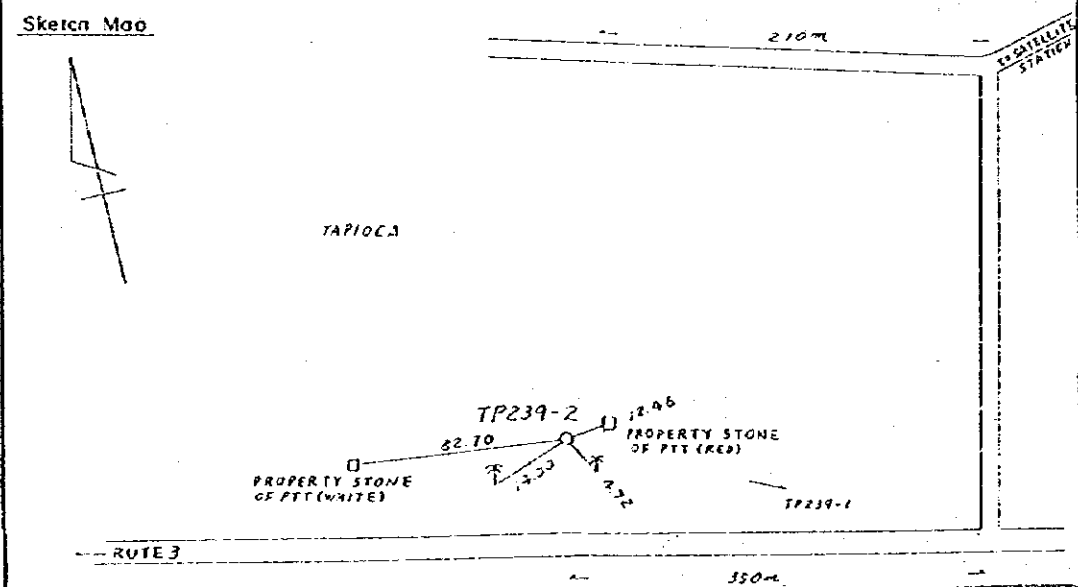 Sketch Map
210m
TO SATELLITE
STATION
TAPIOCA
TP239-2
12.46
PROPERTY STONE
OF PTT (RED)
82.70
PROPERTY STONE
OF PTT (WHITE)
TP239-1
RUTE 3
350m